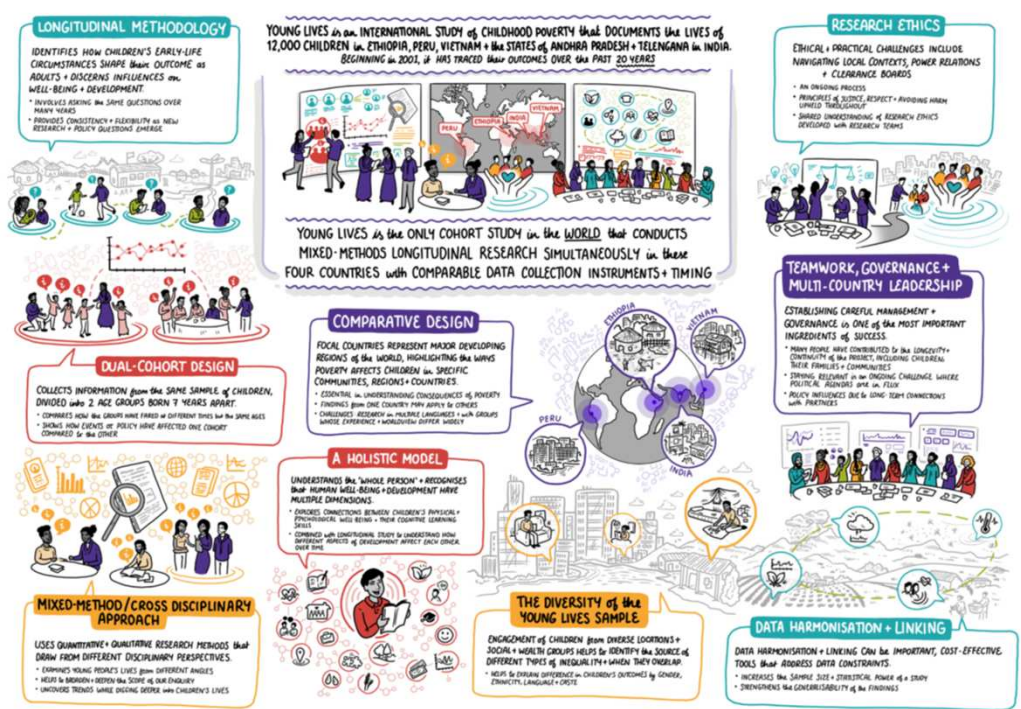 LONGITUDINAL METHODOLOGY
IDENTIFIES HOW CHILDREN'S EARLY-LIFE
CIRCUMSTANCES SHAPE their OUTCOME as
ADULTS + DISCERNS INFLUENCES on
WELL-BEING + DEVELOPMENT.
• INVOLVES ASKING the SAME QUESTIONS OVER
MANY YEARS
• PROVIDES CONSISTENCY + FLEXIBILITY as NEW
RESEARCH + POLICY QUESTIONS EMERGE
YOUNG LIVES is an INTERNATIONAL STUDY of CHILDHOOD POVERTY that DOCUMENTS the LIVES of
12,000 CHILDREN in ETHIOPIA, PERU, VIETNAM + the STATES of ANDHRA PRADESH + TELENGANA in INDIA.
BEGINNING in 2001, it HAS TRACED their OUTCOMES OVER the PAST 20 YEARS
PERU
ETHIOPIA
INDIA
VIETNAM
YOUNG LIVES is the ONLY COHORT STUDY in the WORLD that CONDUCTS
MIXED-METHODS LONGITUDINAL RESEARCH SIMULTANEOUSLY in these
FOUR COUNTRIES with COMPARABLE DATA COLLECTION INSTRUMENTS + TIMING
RESEARCH ETHICS
ETHICAL + PRACTICAL CHALLENGES INCLUDE
NAVIGATING LOCAL CONTEXTS, POWER RELATIONS
+ CLEARANCE BOARDS
• AN ONGOING PROCESS
• PRINCIPLES of JUSTICE, RESPECT + AVOIDING HARM
UPHELD THROUGHOUT
• SHARED UNDERSTANDING of RESEARCH ETHICS
DEVELOPED with RESEARCH TEAMS
DUAL-COHORT DESIGN
COLLECTS INFORMATION from the SAME SAMPLE of CHILDREN,
DIVIDED into 2 AGE GROUPS BORN 7 YEARS APART.
• COMPARES HOW the GROUPS HAVE FARED at DIFFERENT TIMES but the SAME AGES
• SHOWS HOW EVENTS or POLICY HAVE AFFECTED ONE COHORT
COMPARED to the OTHER
COMPARATIVE DESIGN
FOCAL COUNTRIES REPRESENT MAJOR DEVELOPING
REGIONS of the WORLD, HIGHLIGHTING the WAYS
POVERTY AFFECTS CHILDREN in SPECIFIC
COMMUNITIES, REGIONS + COUNTRIES.
• ESSENTIAL in UNDERSTANDING CONSEQUENCES of POVERTY
• FINDINGS from ONE COUNTRY MAY APPLY to OTHERS
• CHALLENGES: RESEARCH in MULTIPLE LANGUAGES + with GROUPS
WHOSE EXPERIENCE + WORLDVIEW DIFFER WIDELY
ETHIOPIA
VIETNAM
PERU
INDIA
TEAMWORK, GOVERNANCE +
MULTI-COUNTRY LEADERSHIP
ESTABLISHING CAREFUL MANAGEMENT +
GOVERNANCE is ONE of the MOST IMPORTANT
INGREDIENTS of SUCCESS.
• MANY PEOPLE HAVE CONTRIBUTED to the LONGEVITY +
CONTINUITY of the PROJECT, INCLUDING CHILDREN
THEIR FAMILIES + COMMUNITIES
• STAYING RELEVANT is an ONGOING CHALLENGE WHERE
POLITICAL AGENDAS are in FLUX
• POLICY INFLUENCES DUE to LONG TERM CONNECTIONS
with PARTNERS
A HOLISTIC MODEL
UNDERSTANDS the 'WHOLE PERSON' + RECOGNISES
that HUMAN WELL-BEING + DEVELOPMENT HAVE
MULTIPLE DIMENSIONS.
• EXPLORES CONNECTIONS BETWEEN CHILDREN'S PHYSICAL +
PSYCHOLOGICAL WELL BEING + THEIR COGNITIVE LEARNING
SKILLS
• COMBINED with LONGITUDINAL STUDY to UNDERSTAND HOW
DIFFERENT ASPECTS of DEVELOPMENT AFFECT EACH OTHER
OVER TIME
MIXED-METHOD/CROSS DISCIPLINARY
APPROACH
USES QUANTITATIVE + QUALITATIVE RESEARCH METHODS that
DRAW FROM DIFFERENT DISCIPLINARY PERSPECTIVES.
• EXAMINES YOUNG PEOPLE'S LIVES from DIFFERENT ANGLES
• HELPS to BROADEN + DEEPEN the SCOPE of OUR ENQUIRY
• UNCOVERS TRENDS WHILE DIGGING DEEPER into CHILDREN'S LIVES
THE DIVERSITY of the
YOUNG LIVES SAMPLE
ENGAGEMENT OF CHILDREN from DIVERSE LOCATIONS +
SOCIAL + WEALTH GROUPS HELPS to IDENTIFY the SOURCE of
DIFFERENT TYPES of INEQUALITY + WHEN THEY OVERLAP.
• HELPS to EXPLAIN DIFFERENCE in CHILDREN'S OUTCOMES by GENDER,
ETHNICITY, LANGUAGE + CASTE
DATA HARMONISATION + LINKING
DATA HARMONISATION + LINKING CAN be IMPORTANT, COST-EFFECTIVE
TOOLS that ADDRESS DATA CONSTRAINTS.
• INCREASES the SAMPLE SIZE + STATISTICAL POWER of a STUDY
• STRENGTHENS the GENERALISABILITY of the FINDINGS